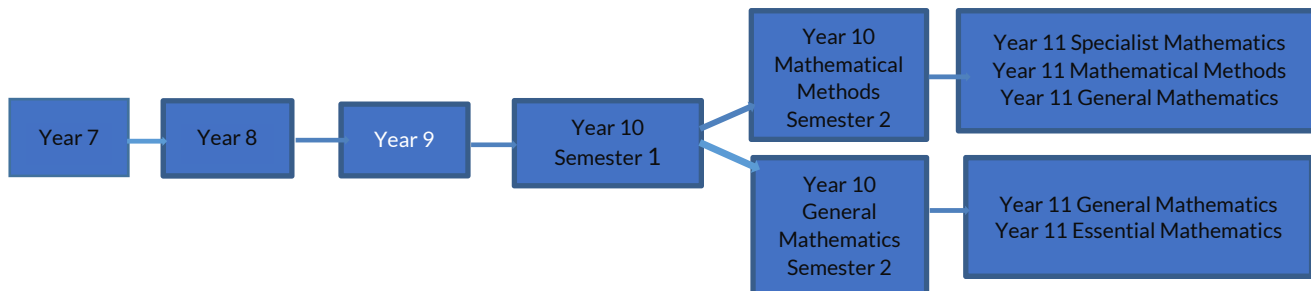 Year 7
Year 8
Year 9
Year 10
Semester 1
Year 10
Mathematical
Methods
Semester 2
Year 11 Specialist Mathematics
Year 11 Mathematical Methods
Year 11 General Mathematics
Year 10
General
Mathematics
Semester 2
Year 11 General Mathematics
Year 11 Essential Mathematics